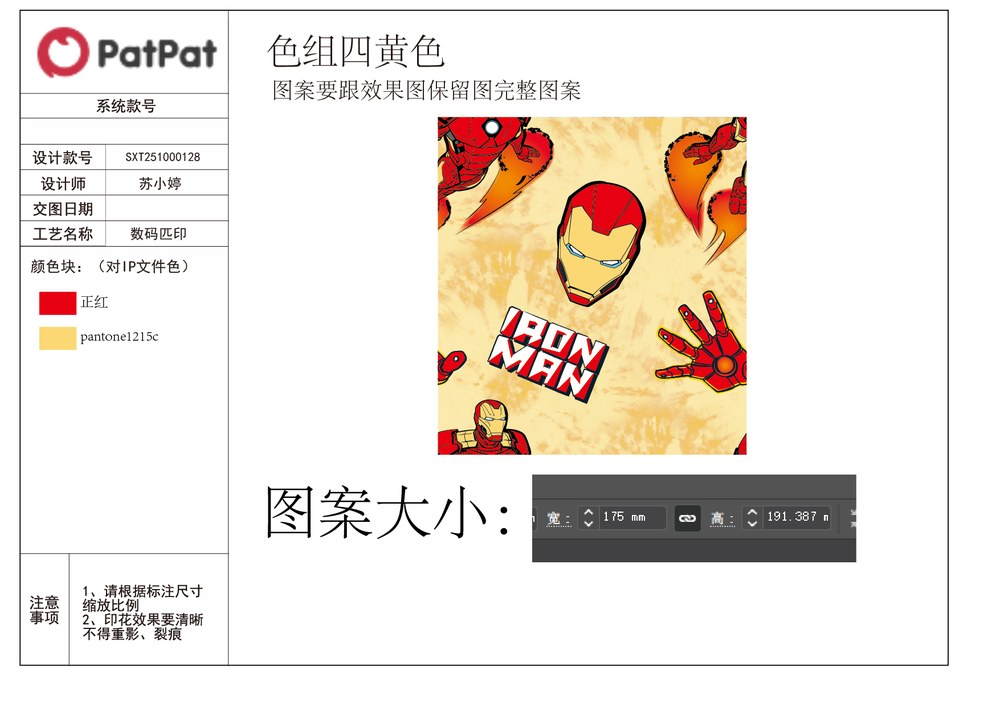 PatPat
系统款号
设计款号 SXT251000128
设计师 苏小婷
交图日期
工艺名称 数码匹印
颜色块：（对IP文件色）
正红
pantone1215c
注意
事项
1、请根据标注尺寸
缩放比例
2、印花效果要清晰
不得重影、裂痕
色组四黄色
图案要跟效果图保留图完整图案
IRON
MAN
图案大小：
宽： 175 mm 高： 191.387 m